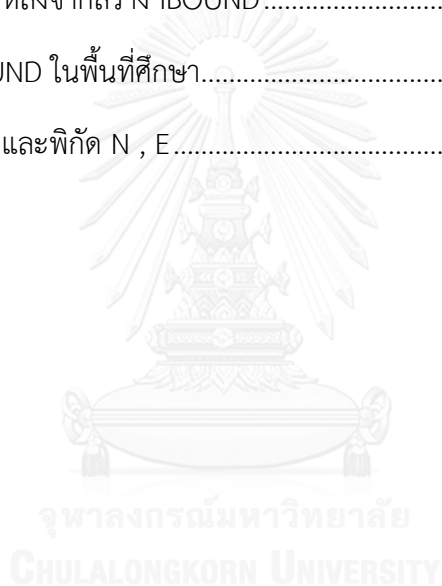 BOUND........................................
UND ในพื้นที่ศึกษา........................................
และพิกัด N , E........................................
จุฬาลงกรณ์มหาวิทยาลัย
CHULALONGKORN UNIVERSITY